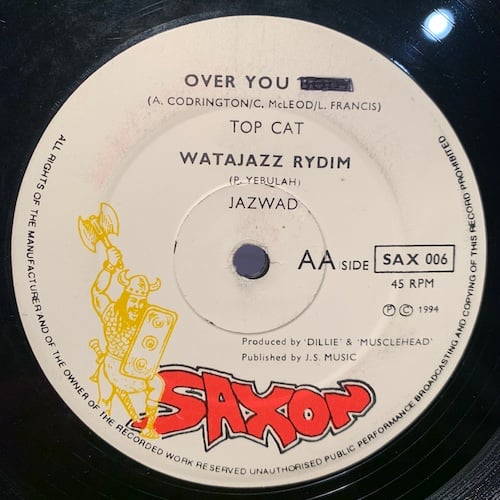 OVER YOU
(A. CODRINGTON/C. McLEOD/L. FRANCIS)
TOP CAT
WATAJAZZ RYDIM
(P. YEBULAH)
JAZWAD
AA SIDE
SAX 006
45 RPM
Ⓟ © 1994
Produced by 'DILLIE' & 'MUSCLEHEAD'
Published by J.S. MUSIC
SAXON
ALL RIGHTS OF THE MANUFACTURER AND OF THE OWNER OF THE RECORDED WORK RESERVED UNAUTHORISED PUBLIC PERFORMANCE BROADCASTING AND COPYING OF THIS RECORD PROHIBITED